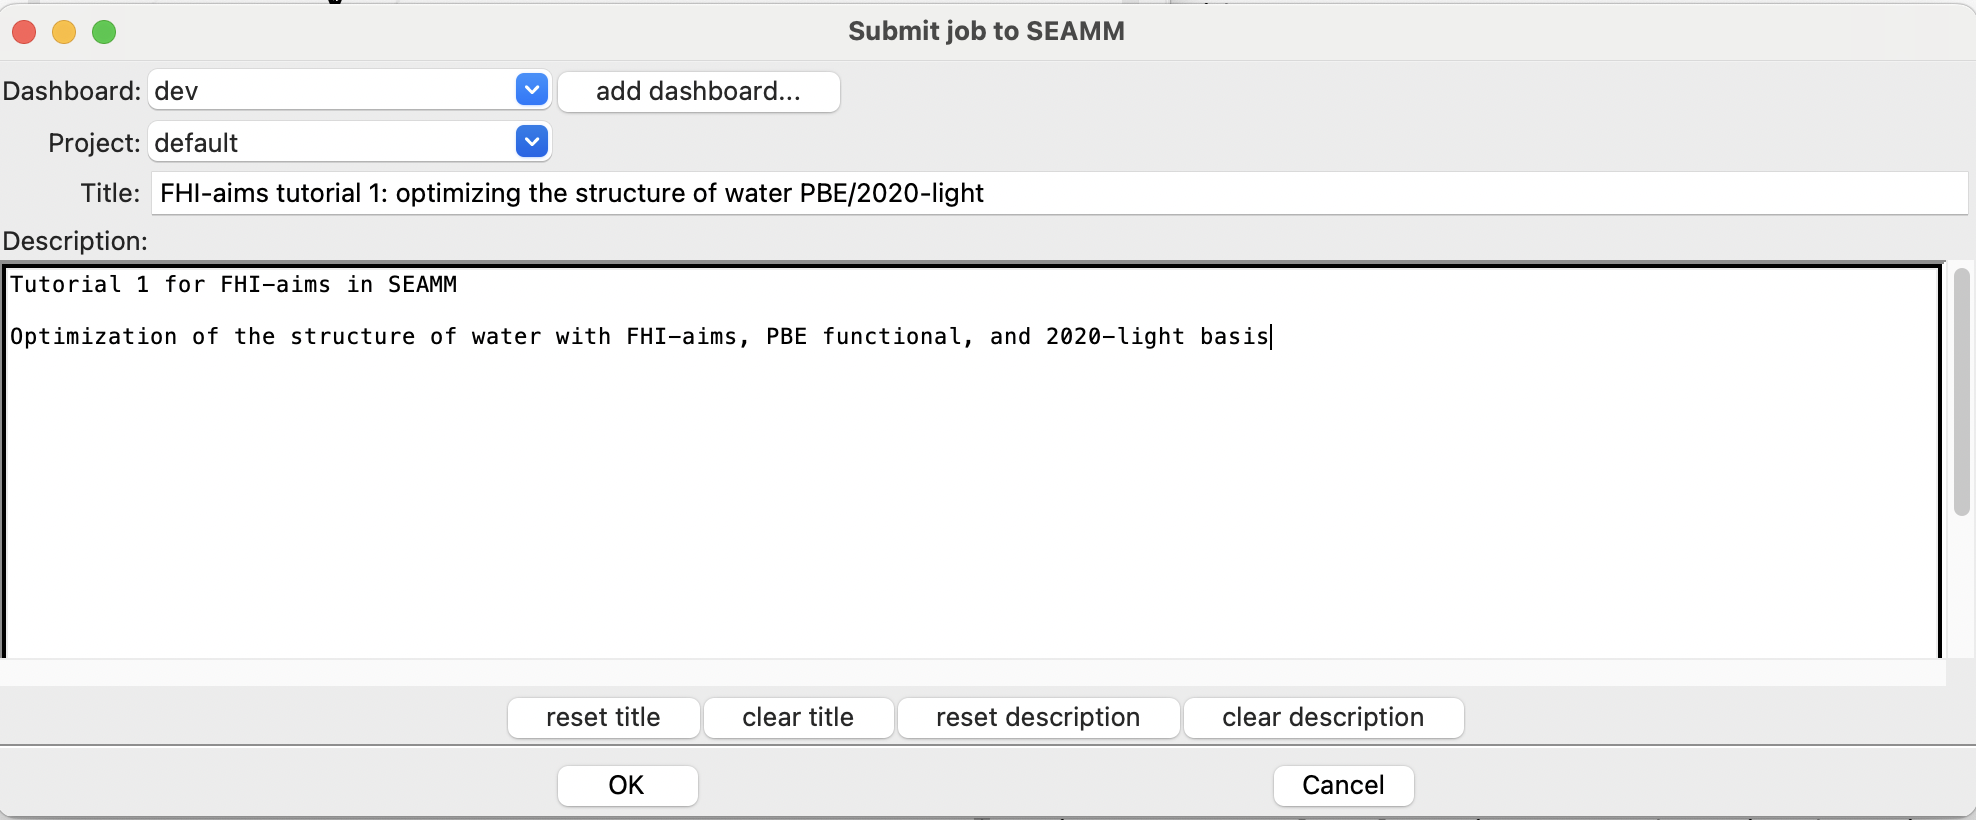 Submit job to SEAMM
Dashboard: dev add dashboard...
Project: default
Title: FHI-aims tutorial 1: optimizing the structure of water PBE/2020-light
Description:
Tutorial 1 for FHI-aims in SEAMM
Optimization of the structure of water with FHI-aims, PBE functional, and 2020-light basis
reset title clear title reset description clear description
OK Cancel